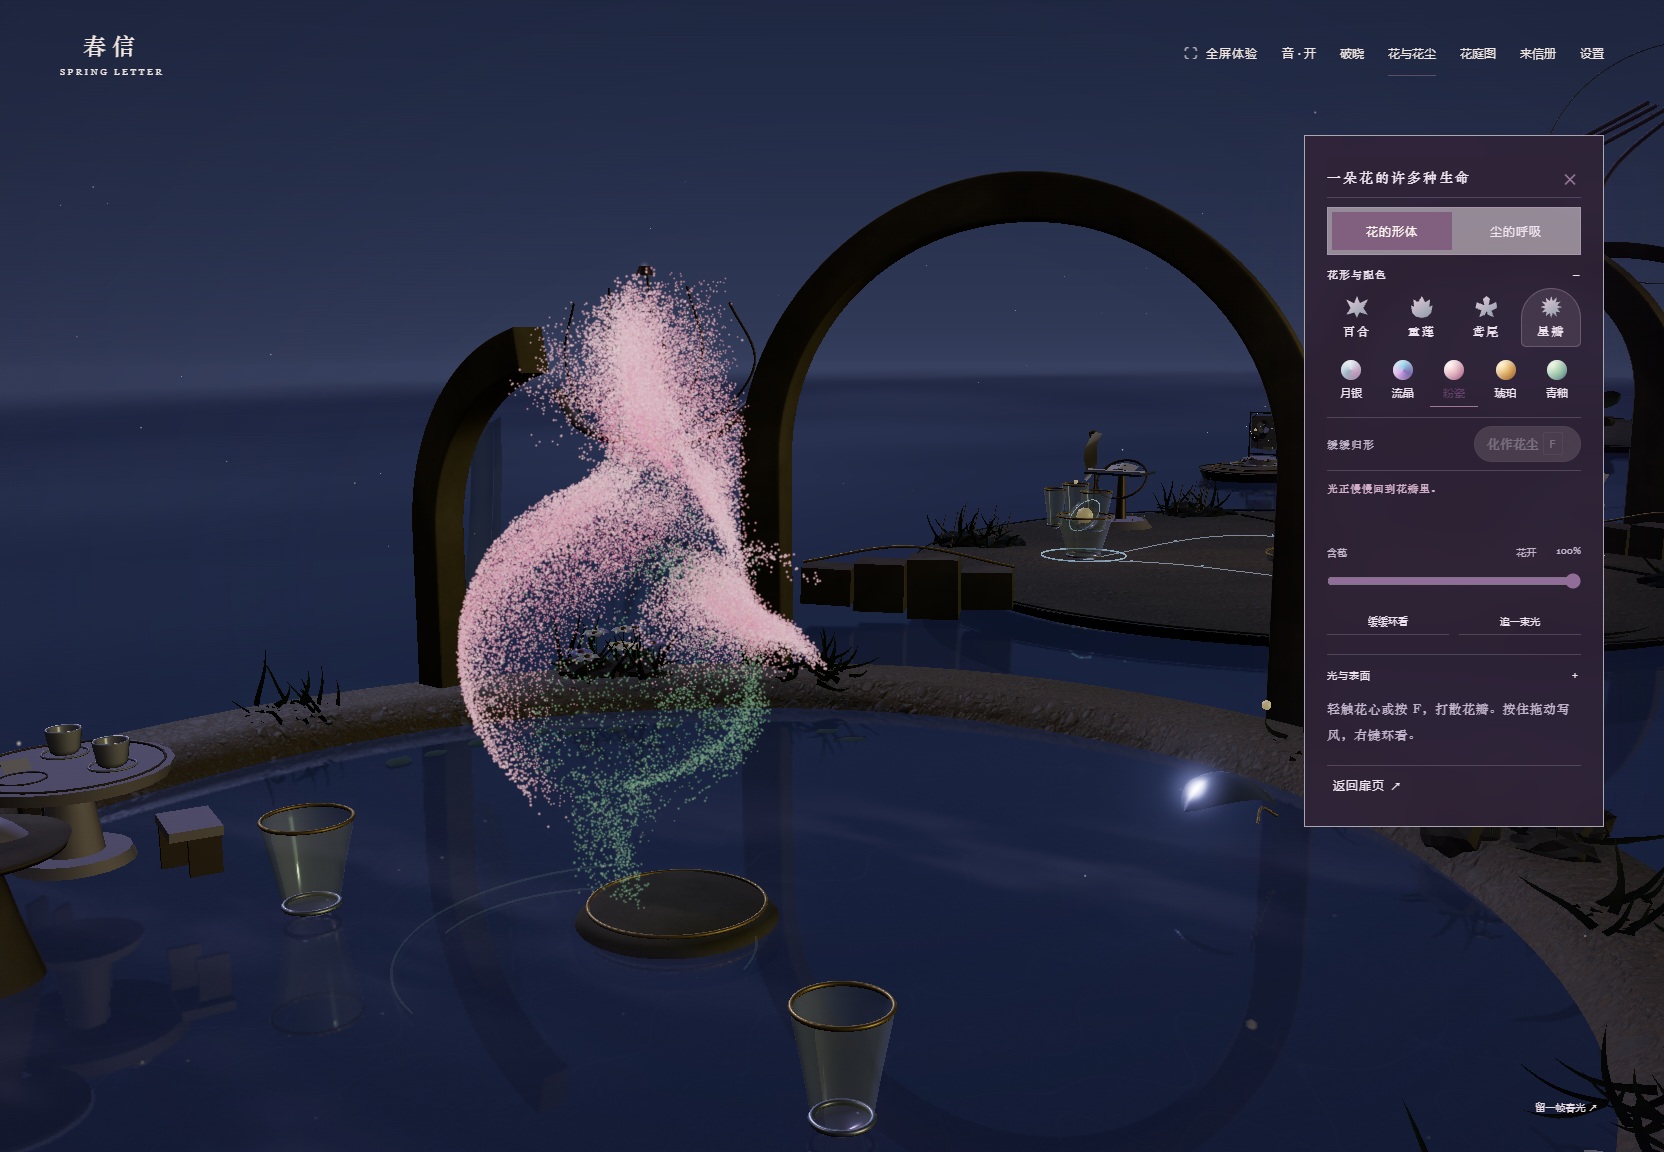 春信
SPRING LETTER
全屏体验 音·开 破晓 花与花尘 花庭图 来信册 设置
一朵花的许多种生命
花的形体 尘的呼吸
花形与配色
百合 重莲 鸢尾 星瓣
月银 流晶 粉瓷 琥珀 青釉
缓缓归形 化作花尘 F
光正慢慢回到花瓣里。
含苞 花开 100%
缓缓环看 追一束光
光与表面 +
轻触花心或按 F，打散花瓣。按住拖动写
风，右键环看。
返回扉页 ↗
留一帧春光 ↗